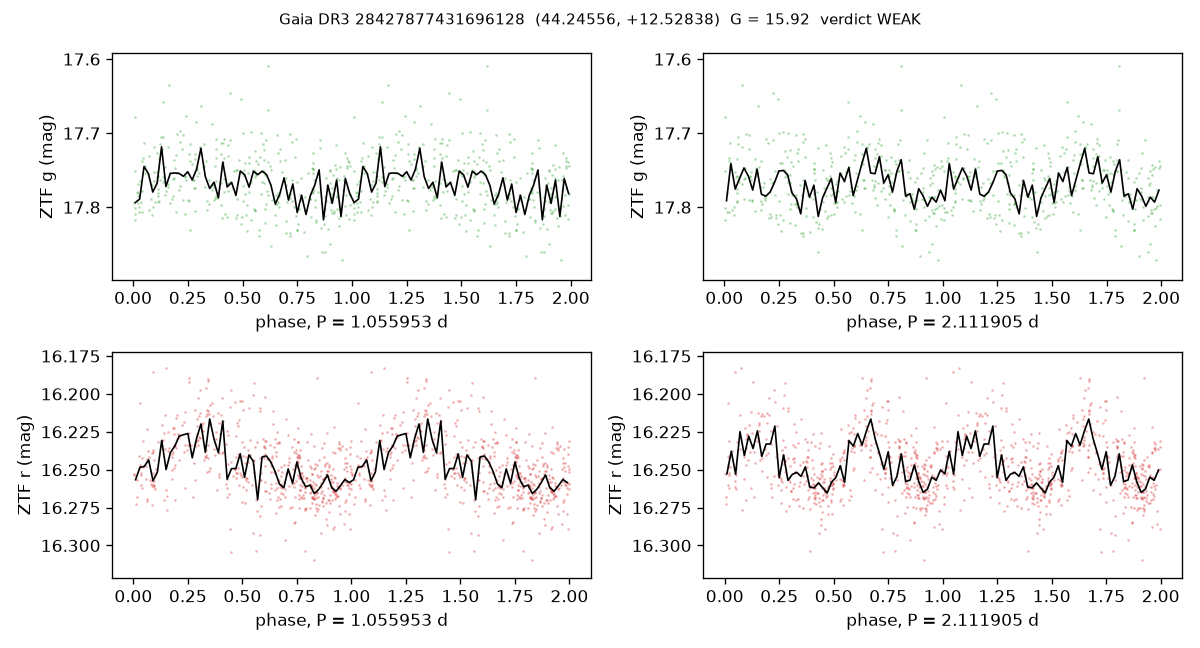 Gaia DR3 28427877431696128 (44.24556, +12.52838) G = 15.92 verdict WEAK
ZTF g (mag)
17.6
17.7
17.8
0.00 0.25 0.50 0.75 1.00 1.25 1.50 1.75 2.00
phase, P = 1.055953 d
ZTF g (mag)
17.6
17.7
17.8
0.00 0.25 0.50 0.75 1.00 1.25 1.50 1.75 2.00
phase, P = 2.111905 d
ZTF r (mag)
16.175
16.200
16.225
16.250
16.275
16.300
0.00 0.25 0.50 0.75 1.00 1.25 1.50 1.75 2.00
phase, P = 1.055953 d
ZTF r (mag)
16.175
16.200
16.225
16.250
16.275
16.300
0.00 0.25 0.50 0.75 1.00 1.25 1.50 1.75 2.00
phase, P = 2.111905 d